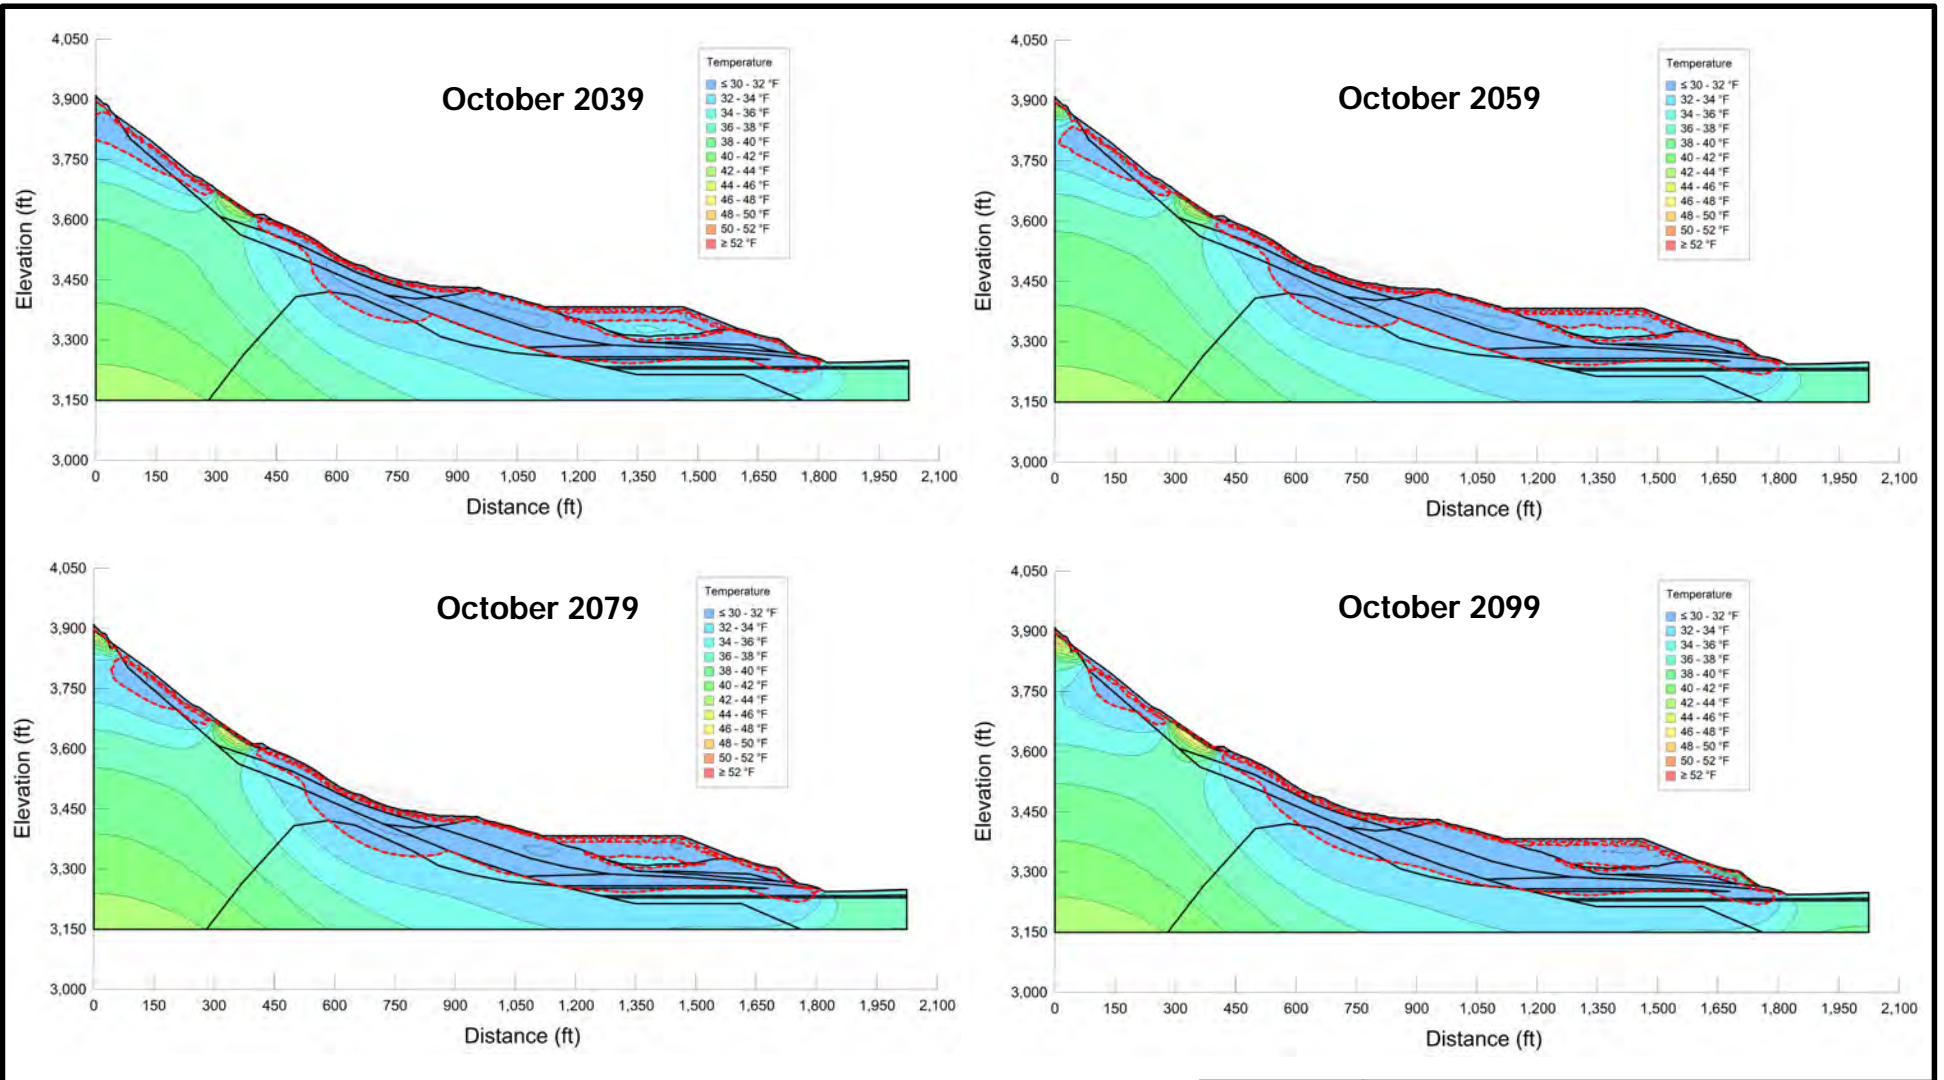 October 2039
Temperature
≤ 30 - 32 °F
32 - 34 °F
34 - 36 °F
36 - 38 °F
38 - 40 °F
40 - 42 °F
42 - 44 °F
44 - 46 °F
46 - 48 °F
48 - 50 °F
50 - 52 °F
≥ 52 °F
Elevation (ft)
4,050
3,900
3,750
3,600
3,450
3,300
3,150
3,000
0 150 300 450 600 750 900 1,050 1,200 1,350 1,500 1,650 1,800 1,950 2,100
Distance (ft)
October 2059
Temperature
≤ 30 - 32 °F
32 - 34 °F
34 - 36 °F
36 - 38 °F
38 - 40 °F
40 - 42 °F
42 - 44 °F
44 - 46 °F
46 - 48 °F
48 - 50 °F
50 - 52 °F
≥ 52 °F
Elevation (ft)
4,050
3,900
3,750
3,600
3,450
3,300
3,150
3,000
0 150 300 450 600 750 900 1,050 1,200 1,350 1,500 1,650 1,800 1,950 2,100
Distance (ft)
October 2079
Temperature
≤ 30 - 32 °F
32 - 34 °F
34 - 36 °F
36 - 38 °F
38 - 40 °F
40 - 42 °F
42 - 44 °F
44 - 46 °F
46 - 48 °F
48 - 50 °F
50 - 52 °F
≥ 52 °F
Elevation (ft)
4,050
3,900
3,750
3,600
3,450
3,300
3,150
3,000
0 150 300 450 600 750 900 1,050 1,200 1,350 1,500 1,650 1,800 1,950 2,100
Distance (ft)
October 2099
Temperature
≤ 30 - 32 °F
32 - 34 °F
34 - 36 °F
36 - 38 °F
38 - 40 °F
40 - 42 °F
42 - 44 °F
44 - 46 °F
46 - 48 °F
48 - 50 °F
50 - 52 °F
≥ 52 °F
Elevation (ft)
4,050
3,900
3,750
3,600
3,450
3,300
3,150
3,000
0 150 300 450 600 750 900 1,050 1,200 1,350 1,500 1,650 1,800 1,950 2,100
Distance (ft)